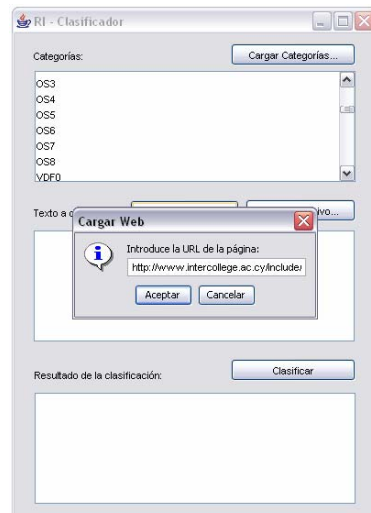 RI - Clasificador
Categorías:
Cargar Categorías...
OS3
OS4
OS5
OS6
OS7
OS8
VDF0
Texto a
ivo...
Cargar Web
Introduce la URL de la página:
http://www.intercollege.ac.cy/include/
Aceptar
Cancelar
Resultado de la clasificación:
Clasificar